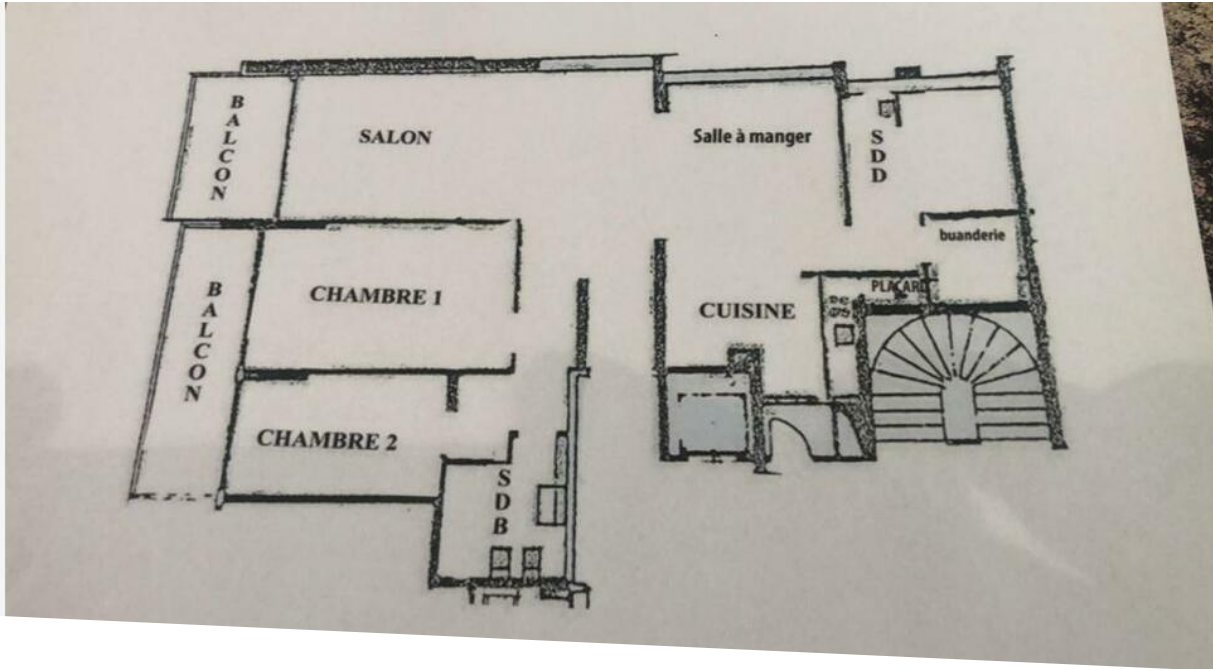 BALCON
SALON
Salle à manger
SDD
buanderie
BALCON
CHAMBRE 1
CUISINE
PLACARD
CHAMBRE 2
SDB